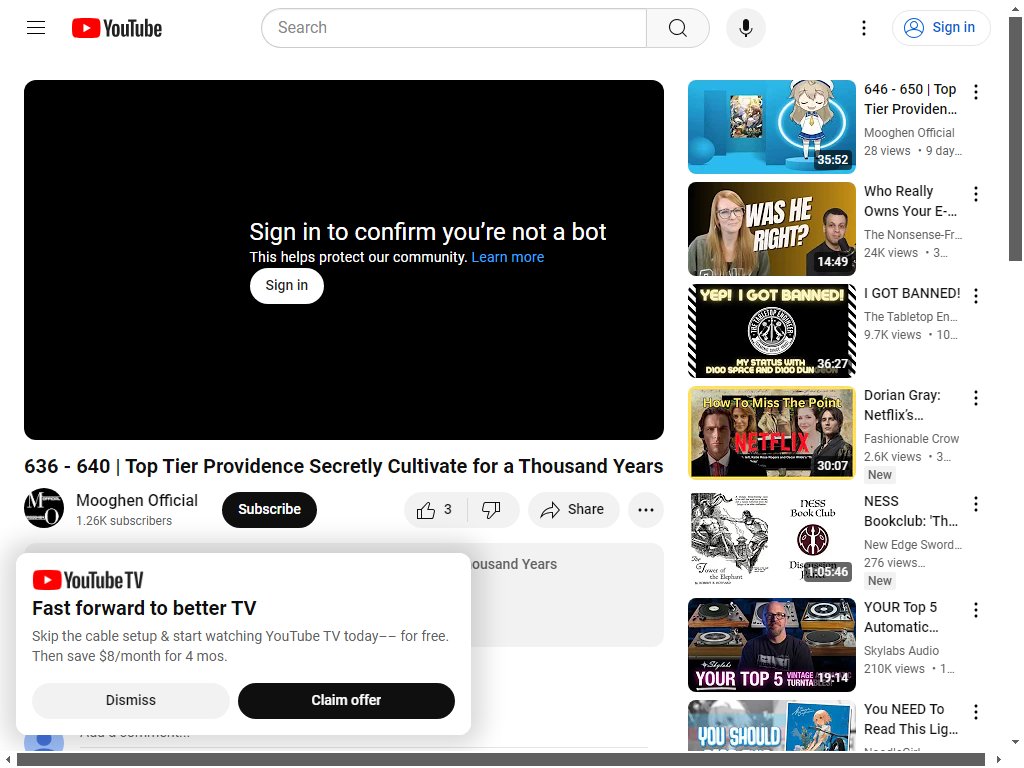 YouTube
Search
Sign in
Sign in to confirm you're not a bot
This helps protect our community. Learn more
Sign in
636 - 640 | Top Tier Providence Secretly Cultivate for a Thousand Years
Mooghen Official
1.26K subscribers
Subscribe
3
Share
ousand Years
YouTube TV
Fast forward to better TV
Skip the cable setup & start watching YouTube TV today–– for free.
Then save $8/month for 4 mos.
Dismiss
Claim offer
35:52
646 - 650 | Top
Tier Providen...
Mooghen Official
28 views • 9 day...
WAS HE
RIGHT?
14:49
Who Really
Owns Your E-...
The Nonsense-Fr...
24K views • 3...
YEP! I GOT BANNED!
MY STATUS WITH
D100 SPACE AND D100 DUNGEON
36:27
I GOT BANNED!
The Tabletop En...
9.7K views • 10...
How To Miss The Point
NETFLIX
30:07
Dorian Gray:
Netflix's...
Fashionable Crow
2.6K views • 3...
New
NESS
Book Club
The
Tower of
the Elephant
1:05:46
NESS
Bookclub: 'Th...
New Edge Sword...
276 views...
New
Skylabs
YOUR TOP 5 VINTAGE
19:14
YOUR Top 5
Automatic...
Skylabs Audio
210K views • 1...
YOU SHOULD
You NEED To
Read This Lig...